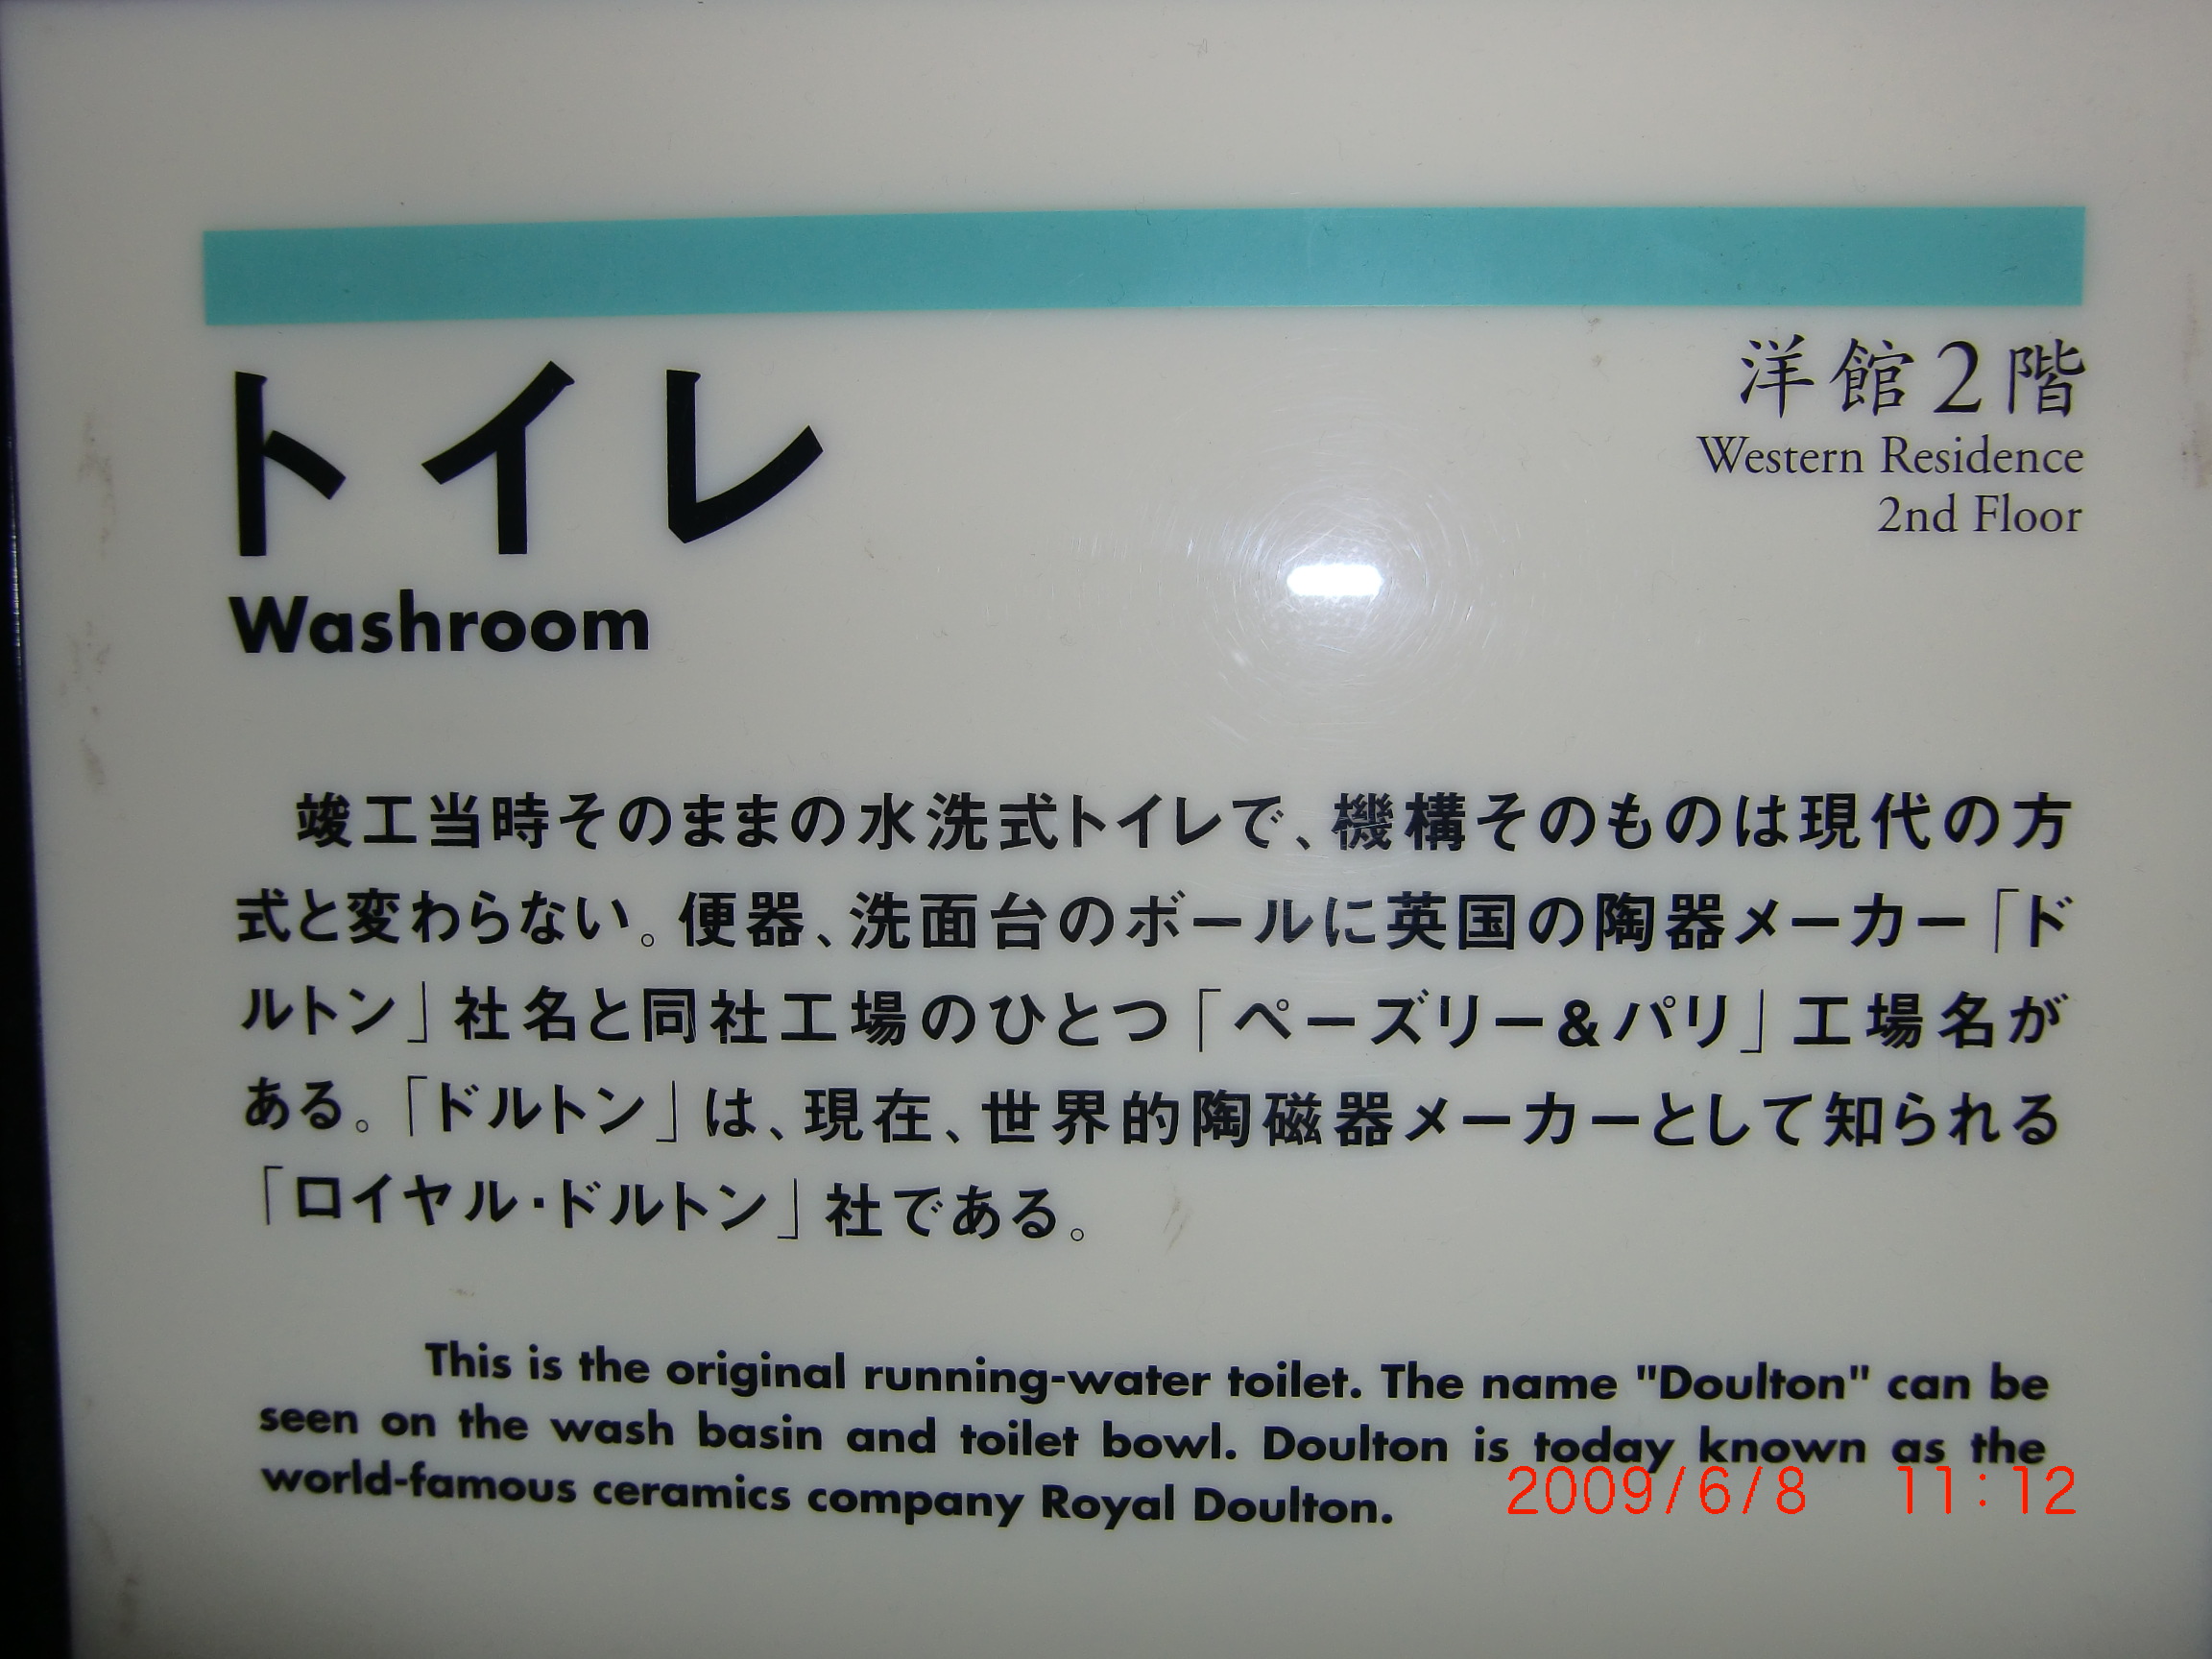 トイレ
洋館2階
Western Residence
2nd Floor
Washroom
竣工当時そのままの水洗式トイレで、機構そのものは現代の方
式と変わらない。便器、洗面台のボールに英国の陶器メーカー「ド
ルトン」社名と同社工場のひとつ「ペーズリー&パリ」工場名が
ある。「ドルトン」は、現在、世界的陶磁器メーカーとして知られる
「ロイヤル・ドルトン」社である。
This is the original running-water toilet. The name "Doulton" can be
seen on the wash basin and toilet bowl. Doulton is today known as the
world-famous ceramics company Royal Doulton.
2009/6/8 11:12